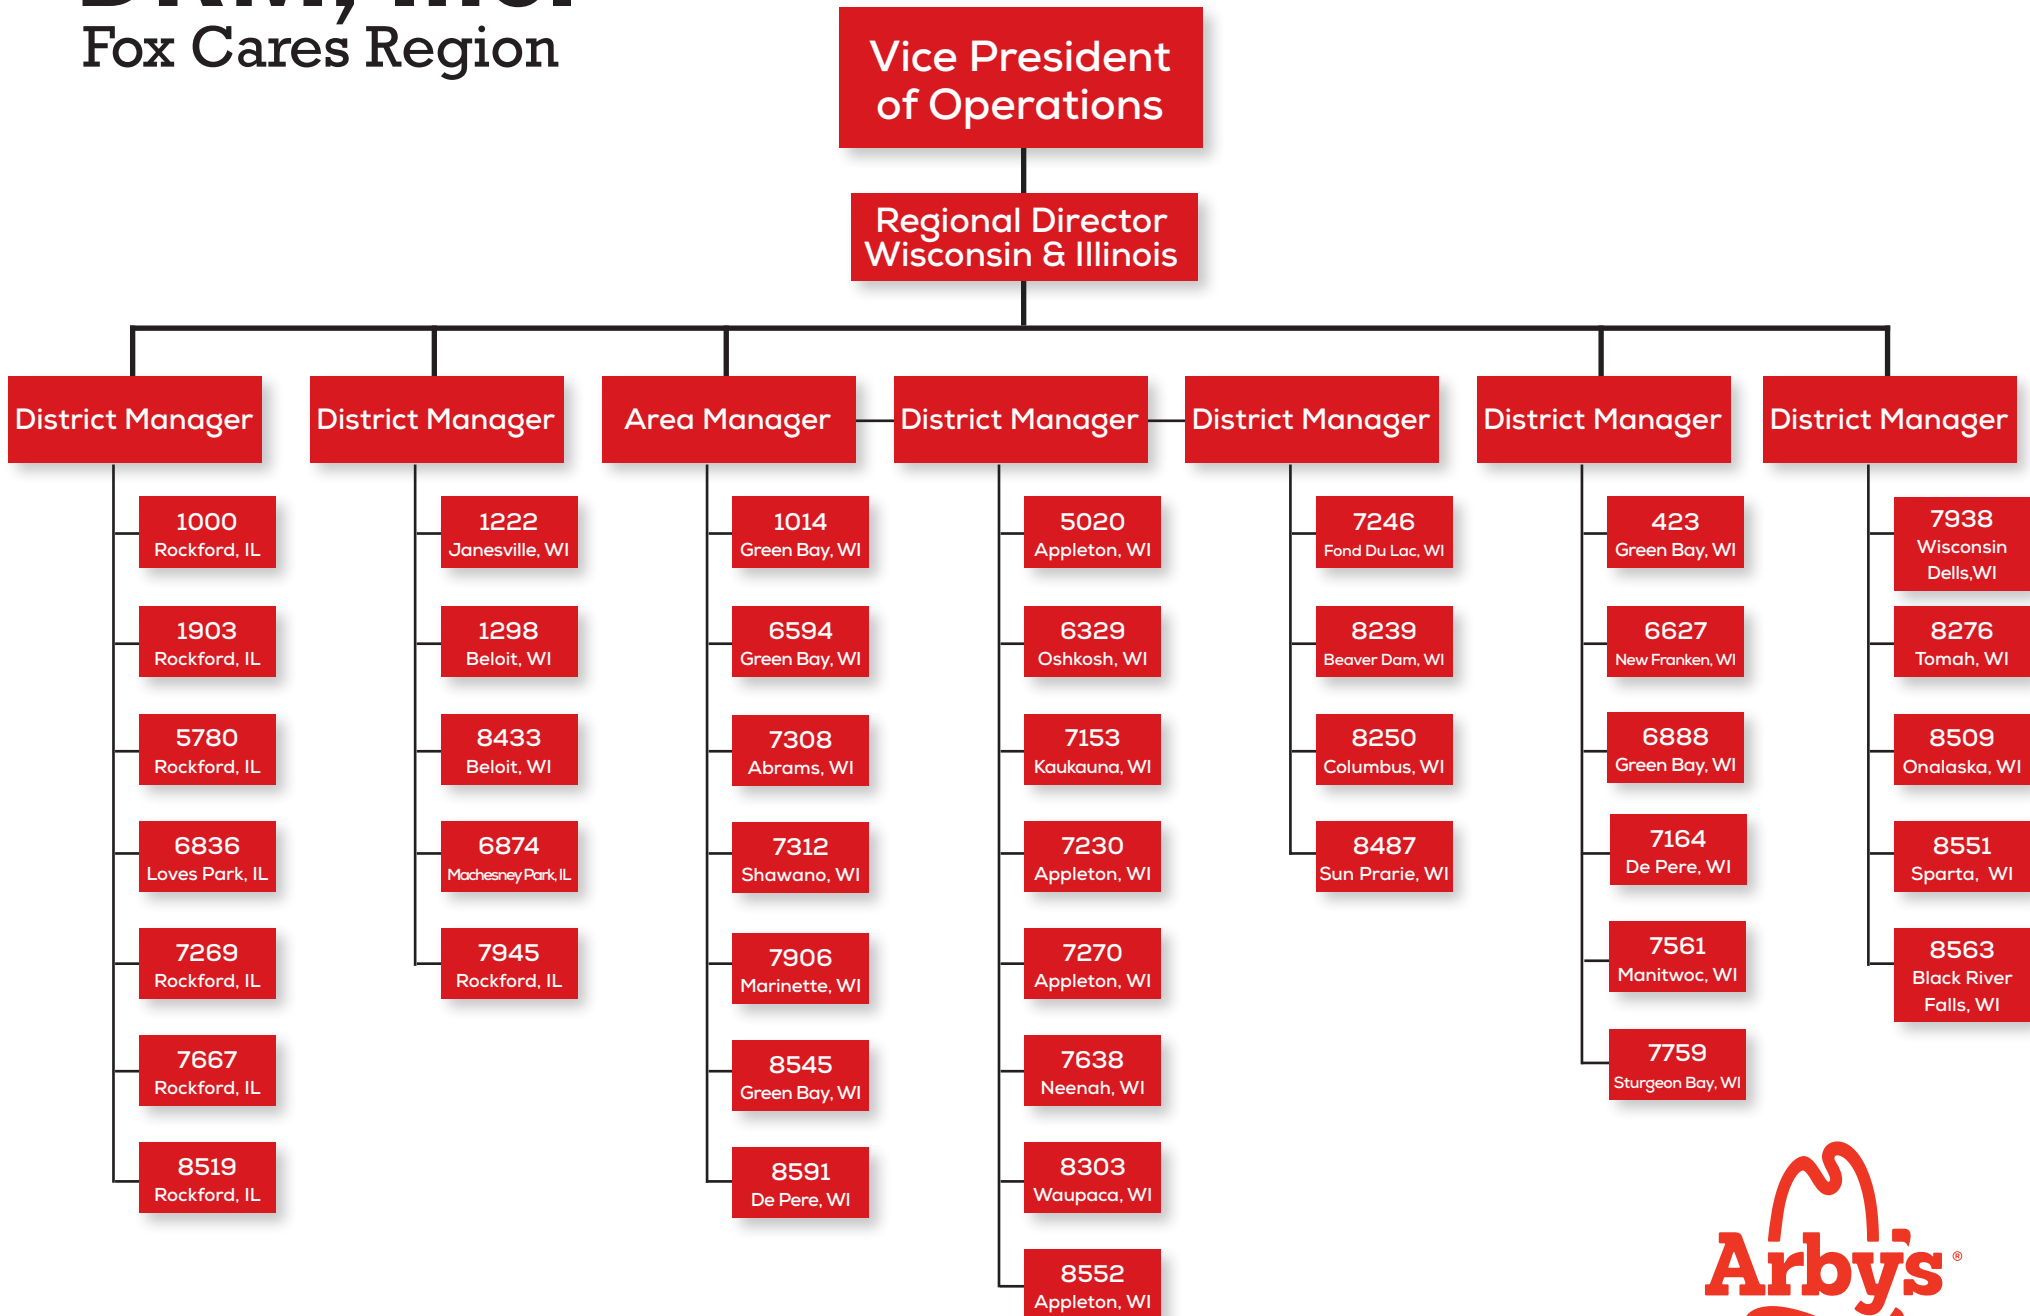 DRM, Inc.
Fox Cares Region
Vice President
of Operations
Regional Director
Wisconsin & Illinois
District Manager
District Manager
Area Manager
District Manager
District Manager
District Manager
District Manager
1000
Rockford, IL
1903
Rockford, IL
5780
Rockford, IL
6836
Loves Park, IL
7269
Rockford, IL
7667
Rockford, IL
8519
Rockford, IL
1222
Janesville, WI
1298
Beloit, WI
8433
Beloit, WI
6874
Machesney Park, IL
7945
Rockford, IL
1014
Green Bay, WI
6594
Green Bay, WI
7308
Abrams, WI
7312
Shawano, WI
7906
Marinette, WI
8545
Green Bay, WI
8591
De Pere, WI
5020
Appleton, WI
6329
Oshkosh, WI
7153
Kaukauna, WI
7230
Appleton, WI
7270
Appleton, WI
7638
Neenah, WI
8303
Waupaca, WI
8552
Appleton, WI
7246
Fond Du Lac, WI
8239
Beaver Dam, WI
8250
Columbus, WI
8487
Sun Prarie, WI
423
Green Bay, WI
6627
New Franken, WI
6888
Green Bay, WI
7164
De Pere, WI
7561
Manitwoc, WI
7759
Sturgeon Bay, WI
7938
Wisconsin
Dells,WI
8276
Tomah, WI
8509
Onalaska, WI
8551
Sparta, WI
8563
Black River
Falls, WI
Arby's ®